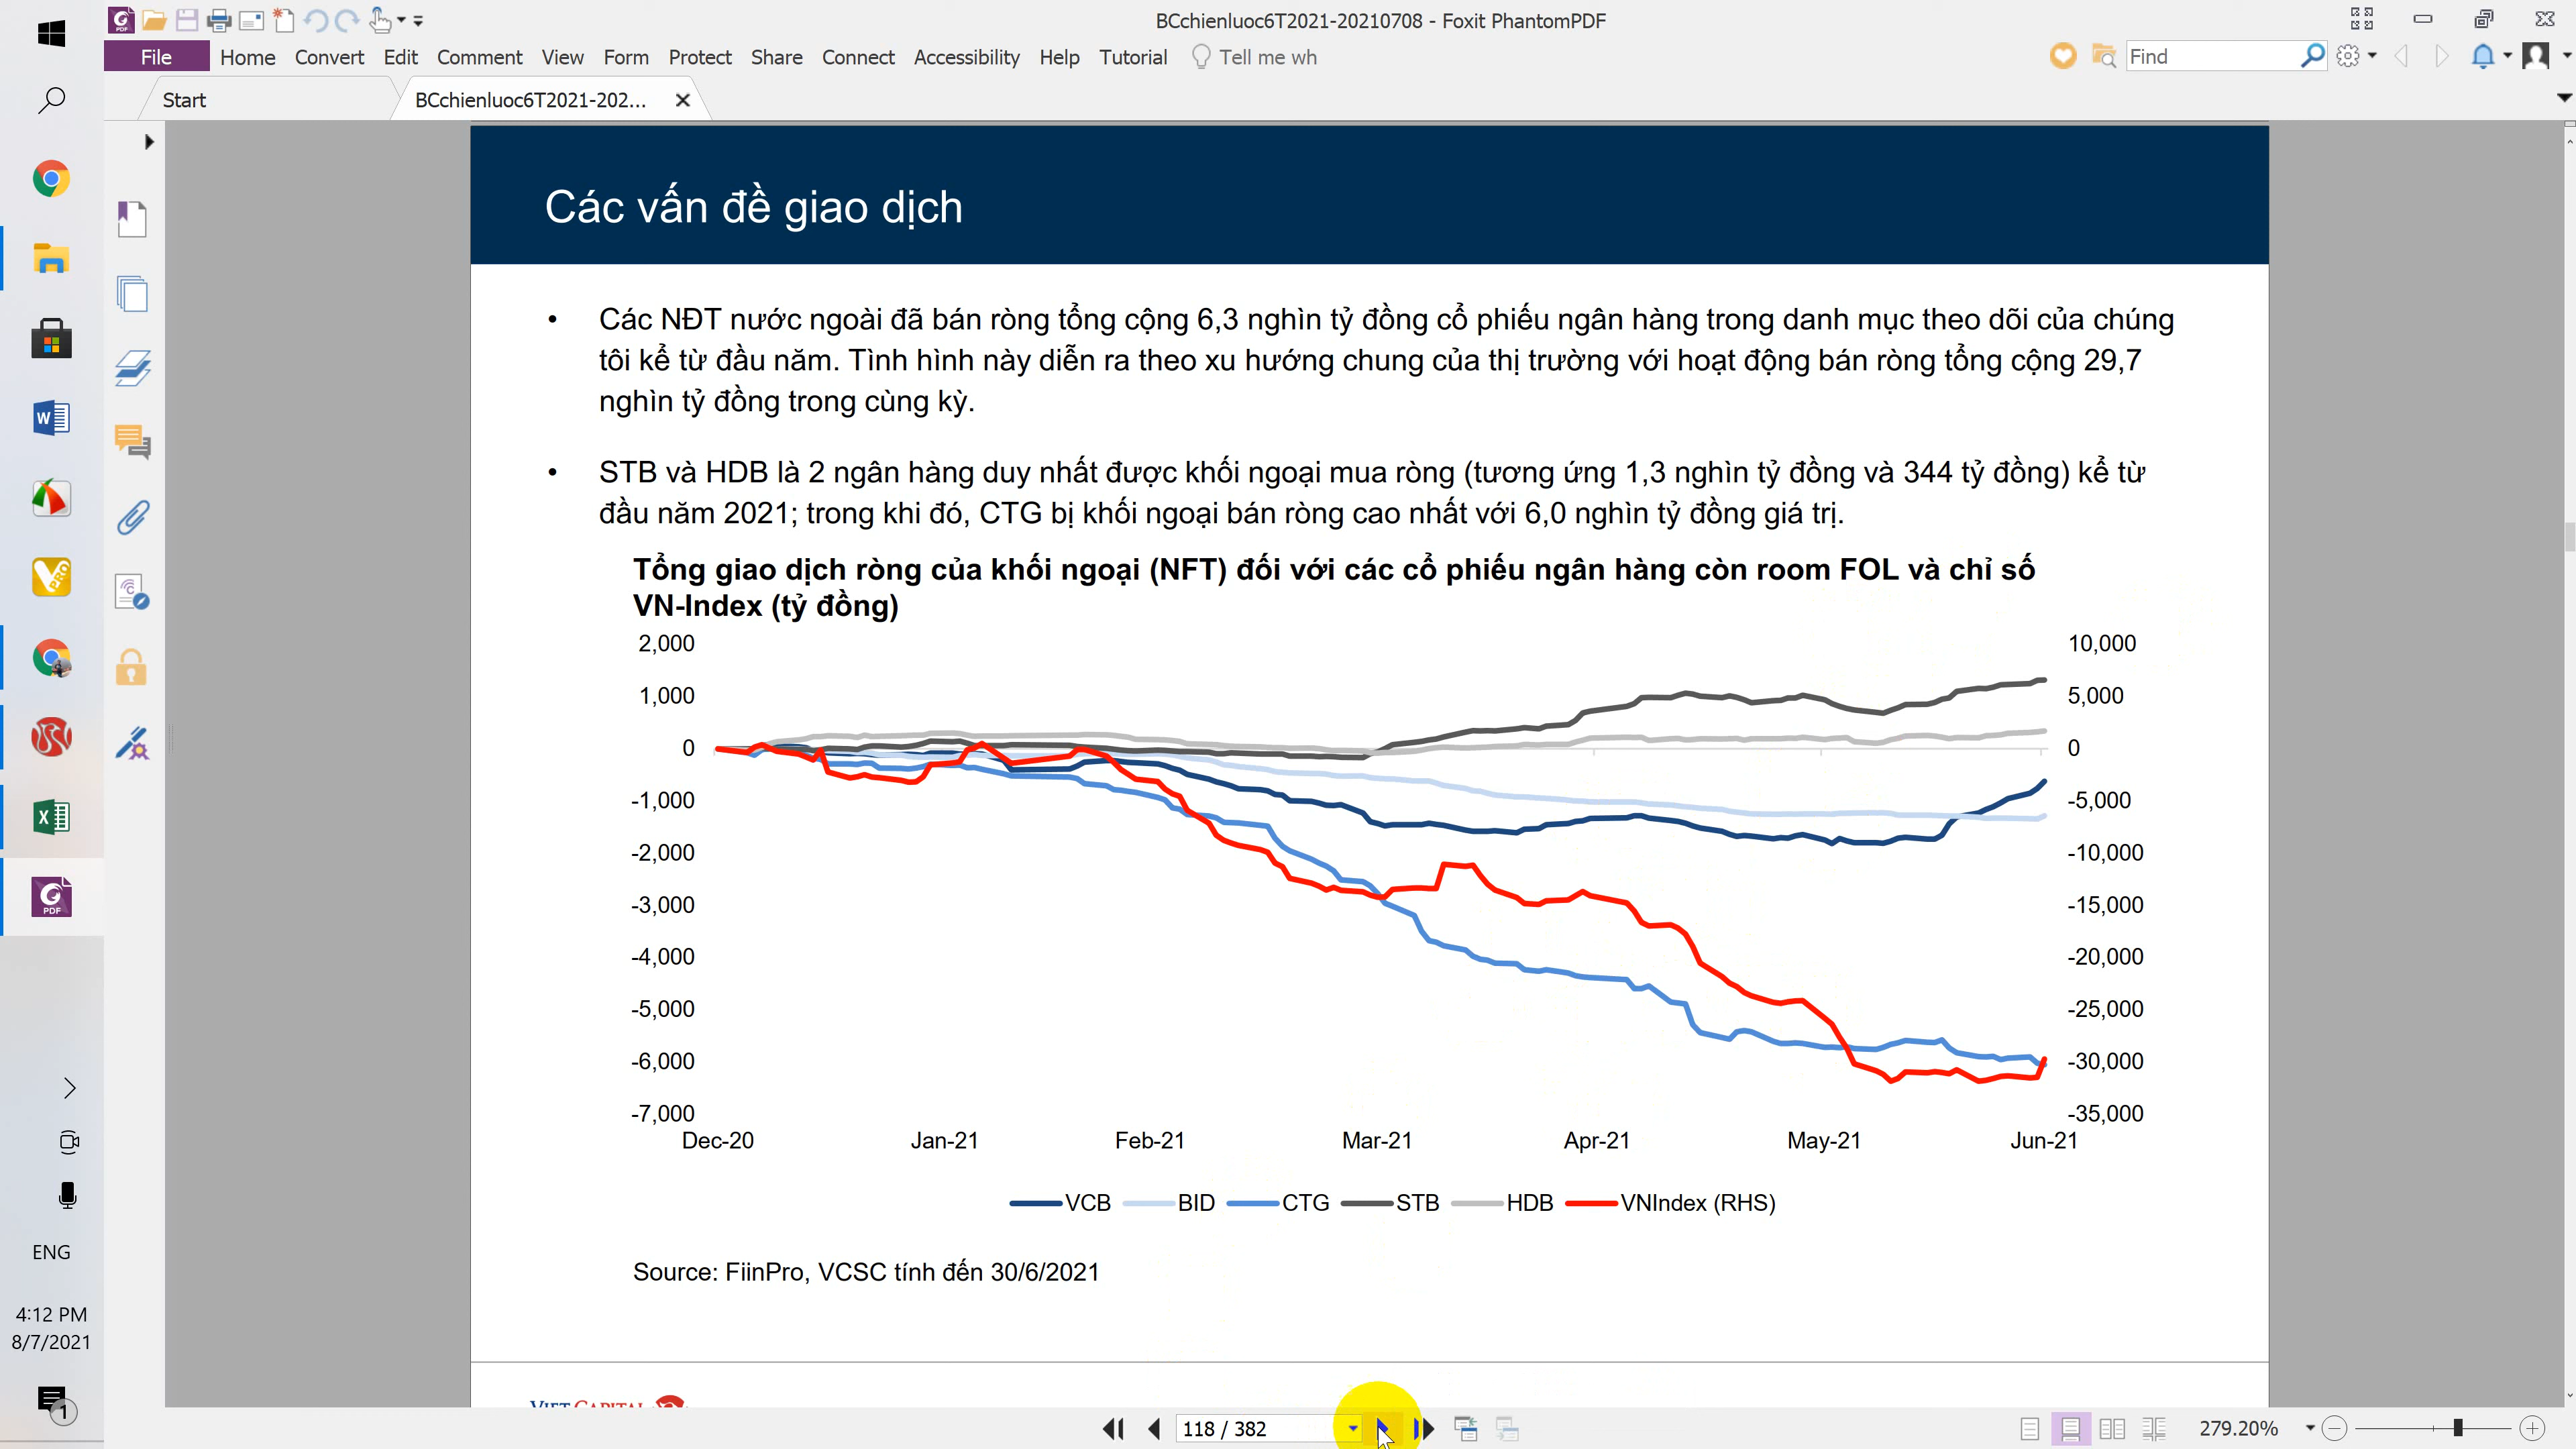 BCchienluoc6T2021-20210708 - Foxit PhantomPDF
File Home Convert Edit Comment View Form Protect Share Connect Accessibility Help Tutorial Tell me wh
Find
Start
BCchienluoc6T2021-202...
Các vấn đề giao dịch
• Các NĐT nước ngoài đã bán ròng tổng cộng 6,3 nghìn tỷ đồng cổ phiếu ngân hàng trong danh mục theo dõi của chúng
tôi kể từ đầu năm. Tình hình này diễn ra theo xu hướng chung của thị trường với hoạt động bán ròng tổng cộng 29,7
nghìn tỷ đồng trong cùng kỳ.
• STB và HDB là 2 ngân hàng duy nhất được khối ngoại mua ròng (tương ứng 1,3 nghìn tỷ đồng và 344 tỷ đồng) kể từ
đầu năm 2021; trong khi đó, CTG bị khối ngoại bán ròng cao nhất với 6,0 nghìn tỷ đồng giá trị.
Tổng giao dịch ròng của khối ngoại (NFT) đối với các cổ phiếu ngân hàng còn room FOL và chỉ số
VN-Index (tỷ đồng)
2,000 10,000
1,000 5,000
0 0
-1,000 -5,000
-2,000 -10,000
-3,000 -15,000
-4,000 -20,000
-5,000 -25,000
-6,000 -30,000
-7,000 -35,000
Dec-20 Jan-21 Feb-21 Mar-21 Apr-21 May-21 Jun-21
VCB BID CTG STB HDB VNIndex (RHS)
Source: FiinPro, VCSC tính đến 30/6/2021
VIET CAPITAL
ENG
4:12 PM
8/7/2021
1
118 / 382
279.20%